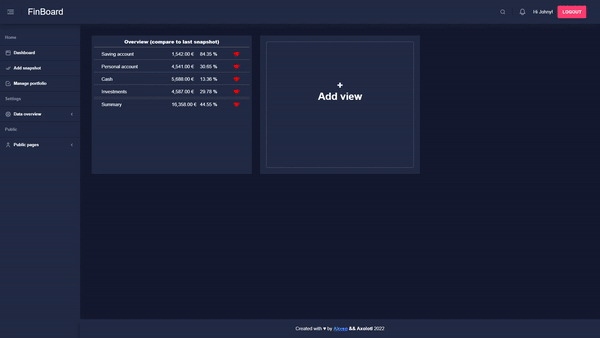 FinBoard
Hi Johny!
LOGOUT
Home
Dashboard
Add snapshot
Manage portfolio
Settings
Data overview
Public
Public pages
Overview (compare to last snapshot)
Saving account 1,542.00 € 84.35 %
Personal account 4,541.00 € 30.65 %
Cash 5,688.00 € 13.36 %
Investments 4,587.00 € 29.78 %
Summary 16,358.00 € 44.55 %
+
Add view
Created with ♥ by && Axolotl 2022